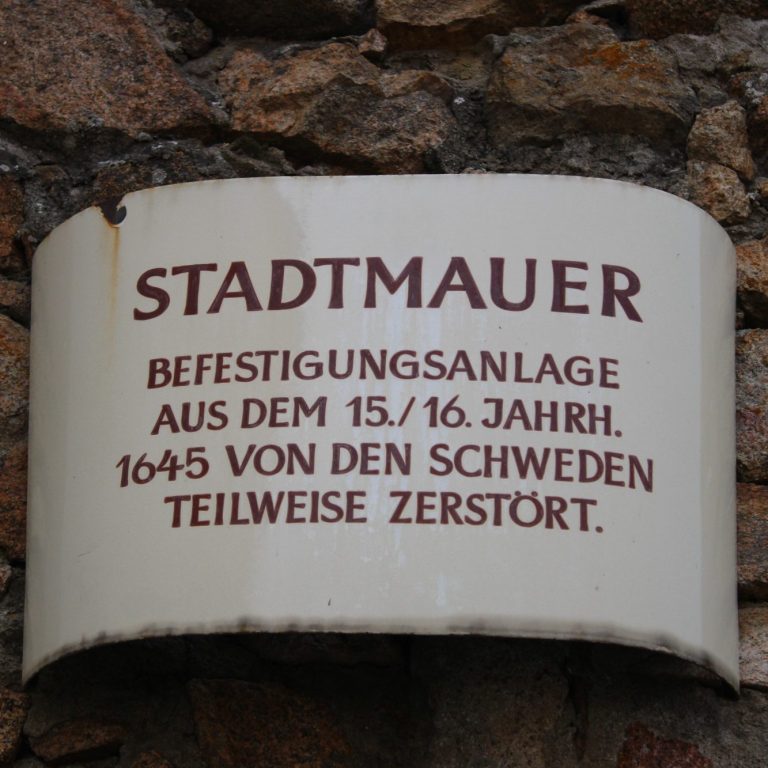 STADTMAUER
BEFESTIGUNGSANLAGE
AUS DEM 15./16. JAHRH.
1645 VON DEN SCHWEDEN
TEILWEISE ZERSTÖRT.